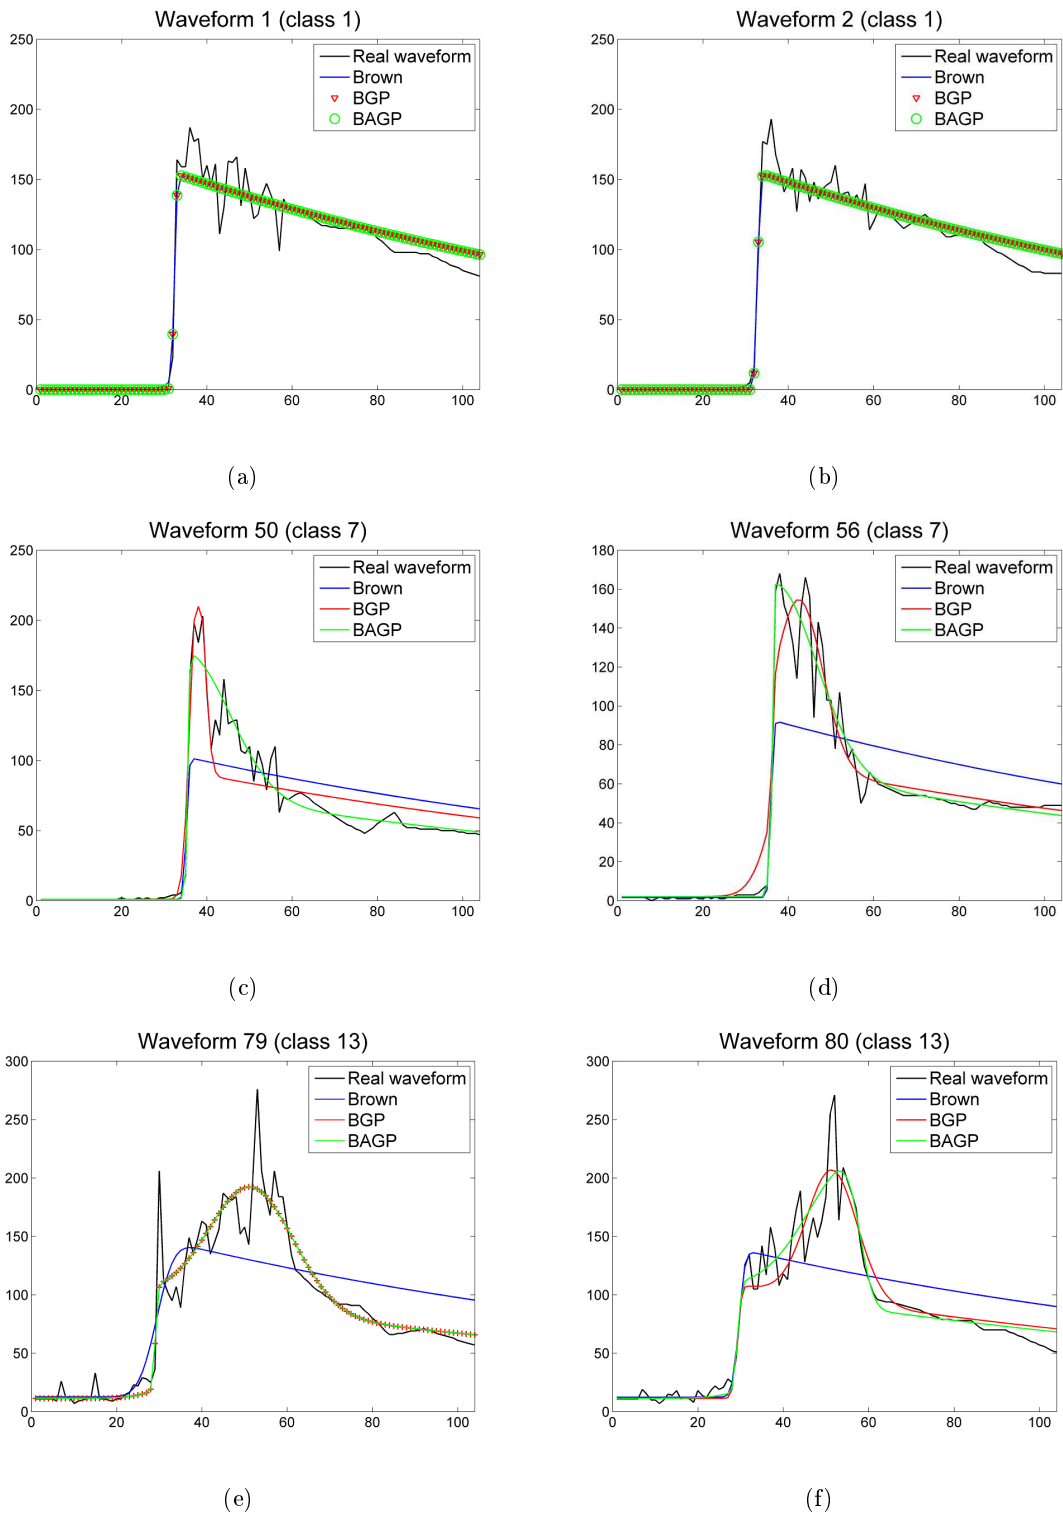 Waveform 1 (class 1)
250
200
150
100
50
0
0 20 40 60 80 100
Real waveform
Brown
BGP
BAGP
(a)
Waveform 2 (class 1)
250
200
150
100
50
0
0 20 40 60 80 100
Real waveform
Brown
BGP
BAGP
(b)
Waveform 50 (class 7)
250
200
150
100
50
0
0 20 40 60 80 100
Real waveform
Brown
BGP
BAGP
(c)
Waveform 56 (class 7)
180
160
140
120
100
80
60
40
20
0
0 20 40 60 80 100
Real waveform
Brown
BGP
BAGP
(d)
Waveform 79 (class 13)
300
250
200
150
100
50
0
0 20 40 60 80 100
Real waveform
Brown
BGP
BAGP
(e)
Waveform 80 (class 13)
300
250
200
150
100
50
0
0 20 40 60 80 100
Real waveform
Brown
BGP
BAGP
(f)